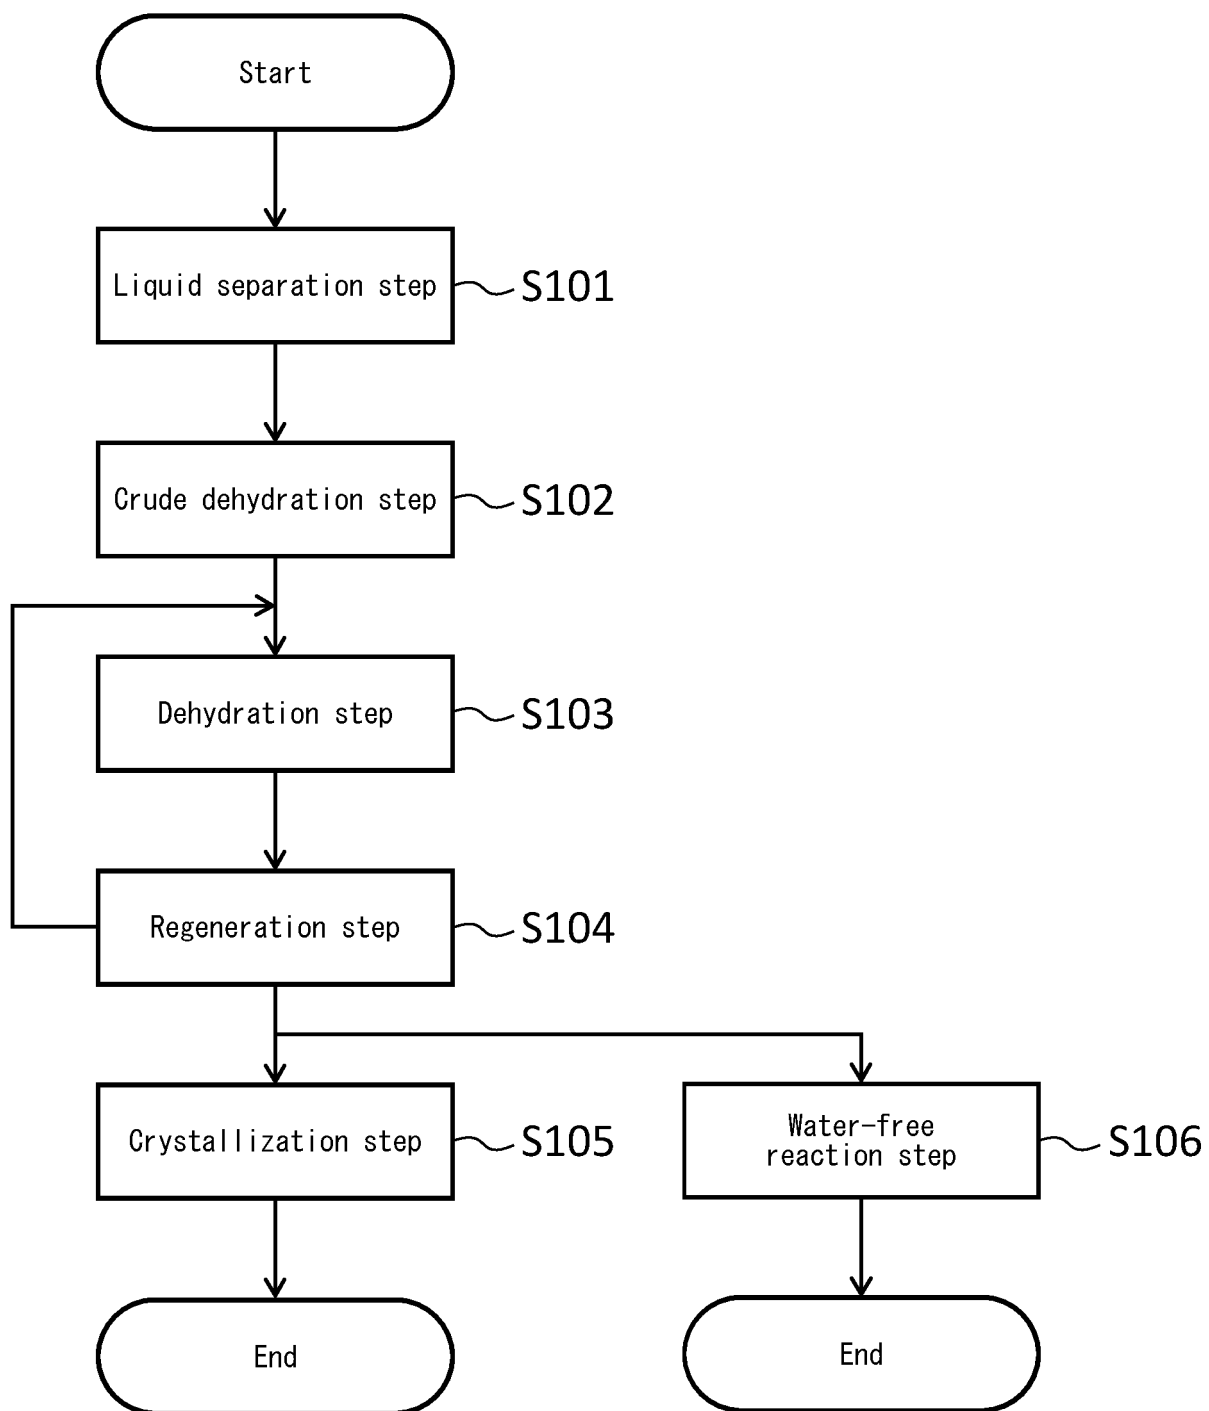 Start
Liquid separation step
S101
Crude dehydration step
S102
Dehydration step
S103
Regeneration step
S104
Crystallization step
S105
Water-free
reaction step
S106
End
End